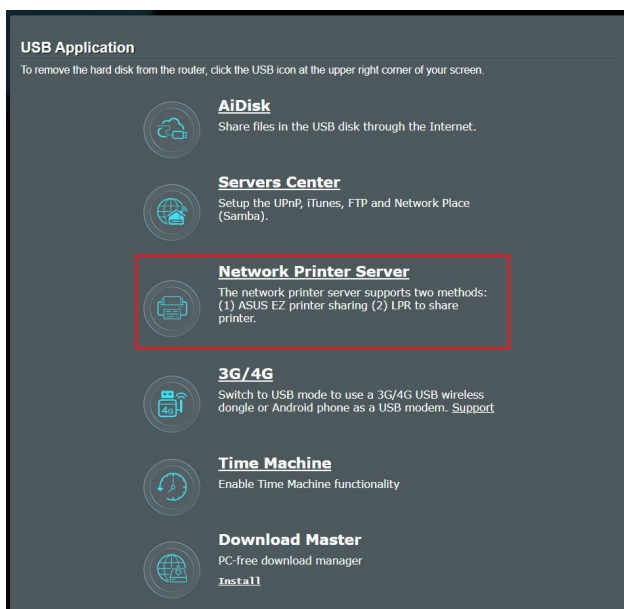 USB Application
To remove the hard disk from the router, click the USB icon at the upper right corner of your screen.
AiDisk
Share files in the USB disk through the Internet.
Servers Center
Setup the UPnP, iTunes, FTP and Network Place
(Samba).
Network Printer Server
The network printer server supports two methods:
(1) ASUS EZ printer sharing (2) LPR to share
printer.
3G/4G
Switch to USB mode to use a 3G/4G USB wireless
dongle or Android phone as a USB modem. Support
4G
Time Machine
Enable Time Machine functionality
Download Master
PC-free download manager
Install